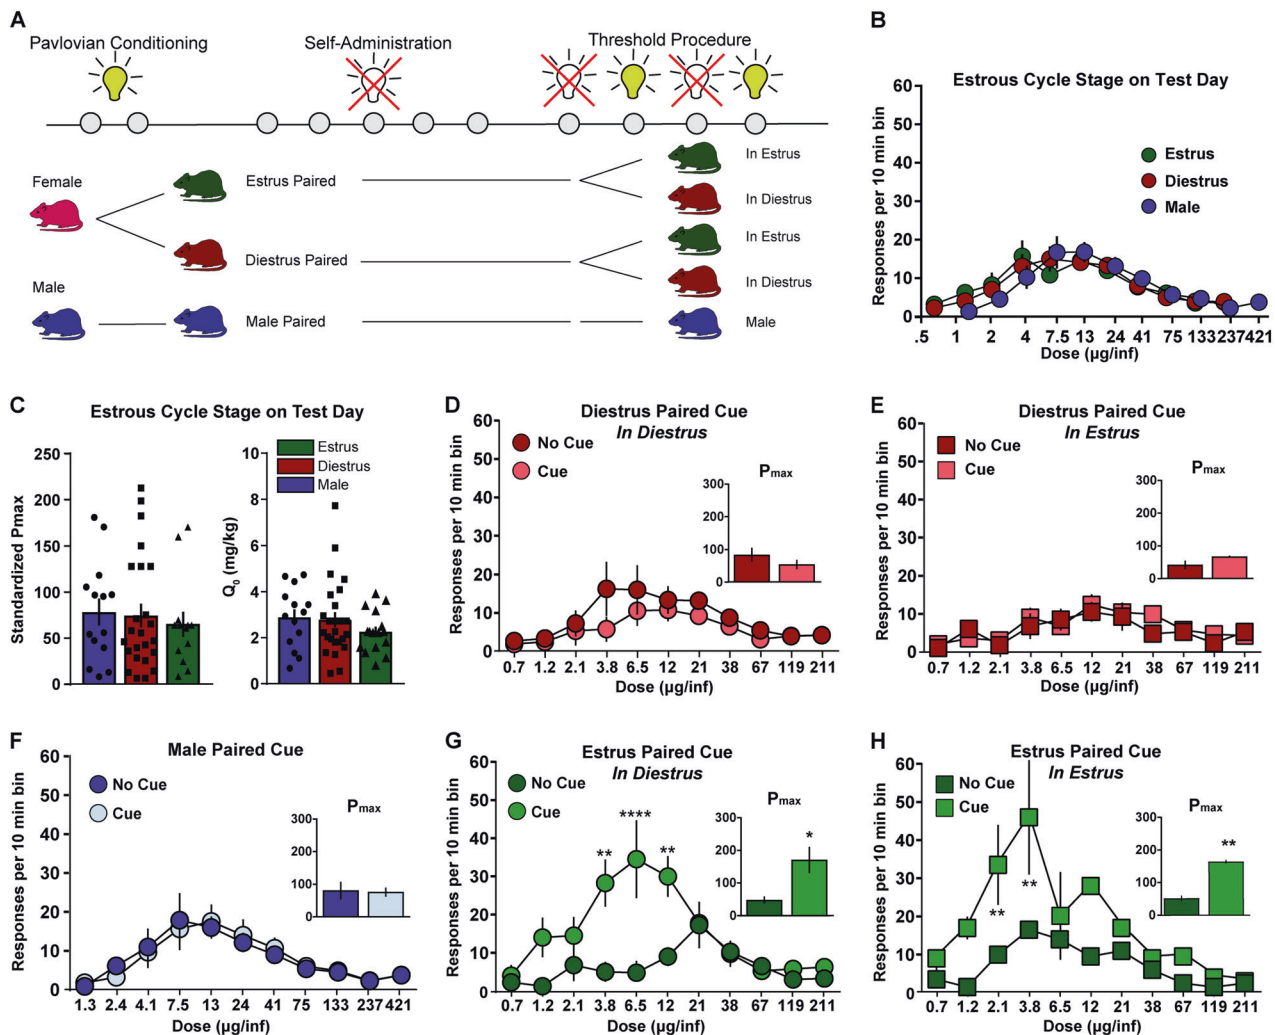 A
Pavlovian Conditioning
Self-Administration
Threshold Procedure
Female
Estrus Paired
Diestrus Paired
Male
Male Paired
In Estrus
In Diestrus
In Estrus
In Diestrus
Male
B
Estrous Cycle Stage on Test Day
Responses per 10 min bin
60
50
40
30
20
10
0
Estrus
Diestrus
Male
.5 1 2 4 7.5 13 24 41 75 133 237 421
Dose (µg/inf)
C
Estrous Cycle Stage on Test Day
Standardized Pmax
250
200
150
100
50
0
Q0 (mg/kg)
10
8
6
4
2
0
Estrus
Diestrus
Male
D
Diestrus Paired Cue
In Diestrus
Responses per 10 min bin
60
50
40
30
20
10
0
No Cue
Cue
Pmax
300
200
100
0
0.7 1.2 2.1 3.8 6.5 12 21 38 67 119 211
Dose (µg/inf)
E
Diestrus Paired Cue
In Estrus
Responses per 10 min bin
60
50
40
30
20
10
0
No Cue
Cue
Pmax
300
200
100
0
0.7 1.2 2.1 3.8 6.5 12 21 38 67 119 211
Dose (µg/inf)
F
Male Paired Cue
Responses per 10 min bin
60
50
40
30
20
10
0
No Cue
Cue
Pmax
300
200
100
0
1.3 2.4 4.1 7.5 13 24 41 75 133 237 421
Dose (µg/inf)
G
Estrus Paired Cue
In Diestrus
Responses per 10 min bin
60
50
40
30
20
10
0
No Cue
Cue
**
****
**
Pmax
300
200
100
0
*
0.7 1.2 2.1 3.8 6.5 12 21 38 67 119 211
Dose (µg/inf)
H
Estrus Paired Cue
In Estrus
Responses per 10 min bin
60
50
40
30
20
10
0
No Cue
Cue
**
**
Pmax
300
200
100
0
**
0.7 1.2 2.1 3.8 6.5 12 21 38 67 119 211
Dose (µg/inf)